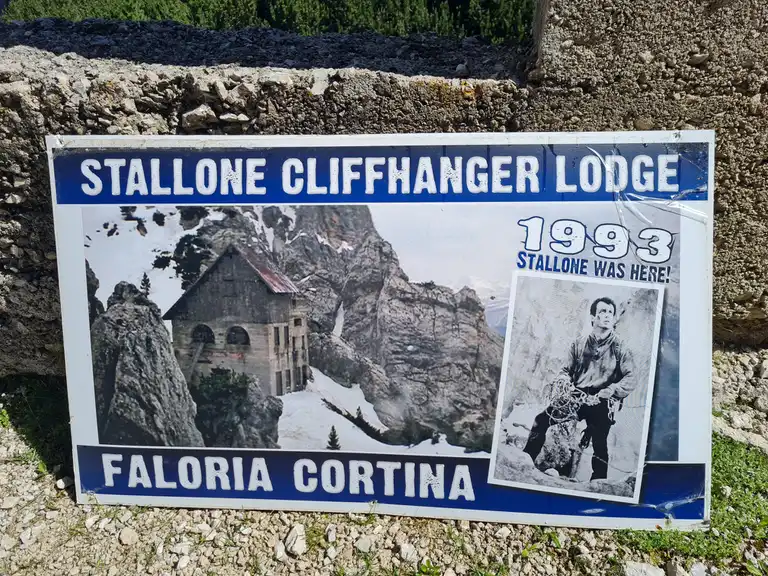 STALLONE CLIFFHANGER LODGE
1993
STALLONE WAS HERE!
FALORIA CORTINA